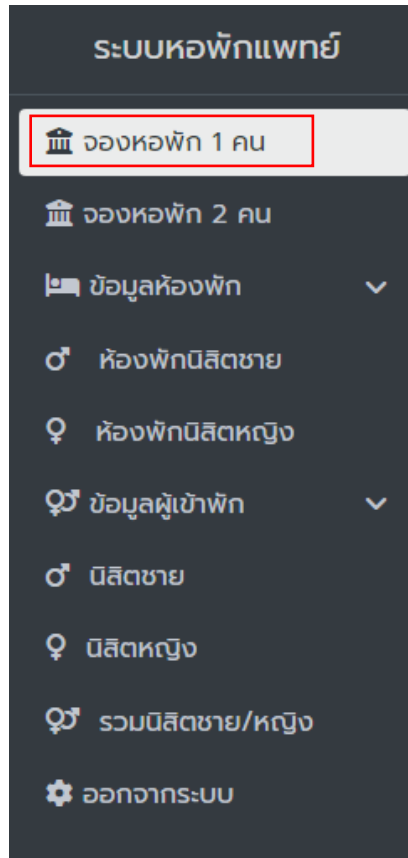 ระบบหอพักแพทย์
จองหอพัก 1 คน
จองหอพัก 2 คน
ข้อมูลห้องพัก
ห้องพักนิสิตชาย
ห้องพักนิสิตหญิง
ข้อมูลผู้เข้าพัก
นิสิตชาย
นิสิตหญิง
รวมนิสิตชาย/หญิง
ออกจากระบบ